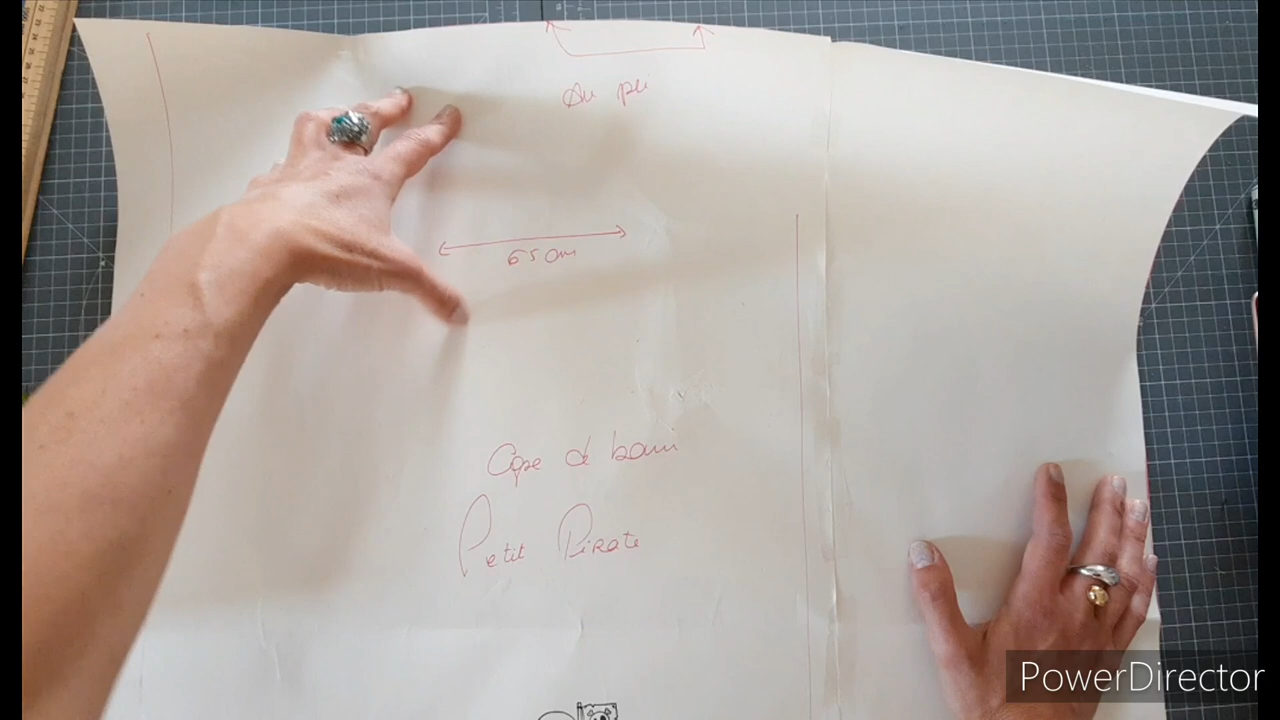 Au pli
65 cm
Cape de bain
Petit Pirate
PowerDirector